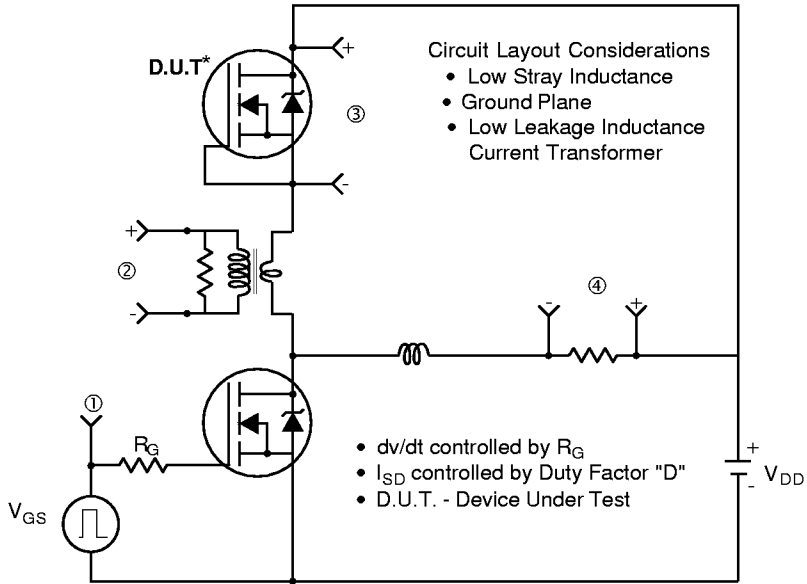 D.U.T*
+
③
-
Circuit Layout Considerations
• Low Stray Inductance
• Ground Plane
• Low Leakage Inductance
Current Transformer
+
②
-
-
④
+
①
RG
VGS
• dv/dt controlled by RG
• ISD controlled by Duty Factor "D"
• D.U.T. - Device Under Test
+
VDD
-